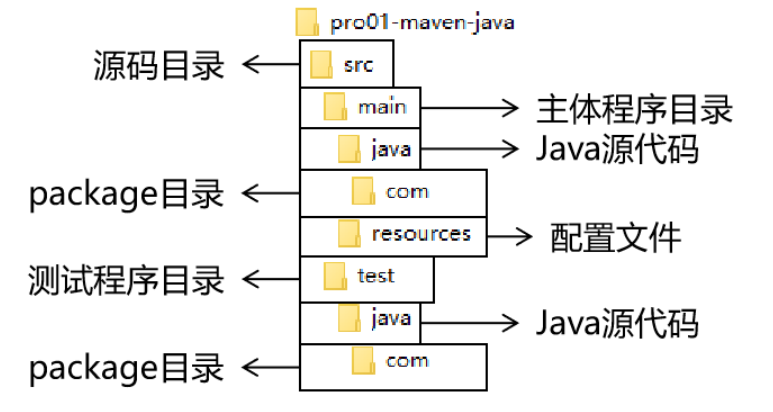 pro01-maven-java
源码目录 src
main 主体程序目录
java Java源代码
package目录 com
resources 配置文件
测试程序目录 test
java Java源代码
package目录 com